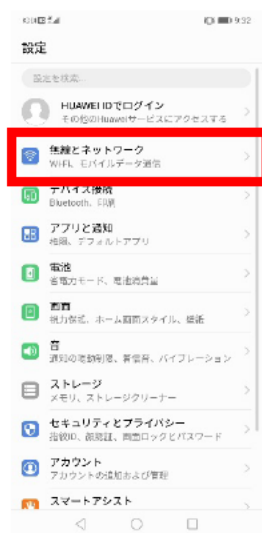 9:32
設定
設定を検索...
HUAWEI IDでログイン
その他のHuaweiサービスにアクセスする
無線とネットワーク
Wi-Fi、モバイルデータ通信
デバイス接続
Bluetooth、印刷
アプリと通知
権限、デフォルトアプリ
電池
省電力モード、電池消費量
画面
視力保護、ホーム画面スタイル、壁紙
音
通知の鳴動制限、着信音、バイブレーション
ストレージ
メモリ、ストレージクリーナー
セキュリティとプライバシー
指紋ID、顔認証、画面ロックとパスワード
アカウント
アカウントの追加および管理
スマートアシスト